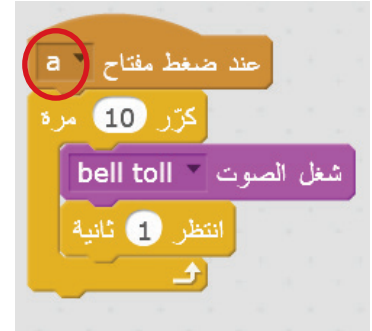 عند ضغط مفتاح a
كرّر 10 مرة
شغل الصوت bell toll
انتظر 1 ثانية